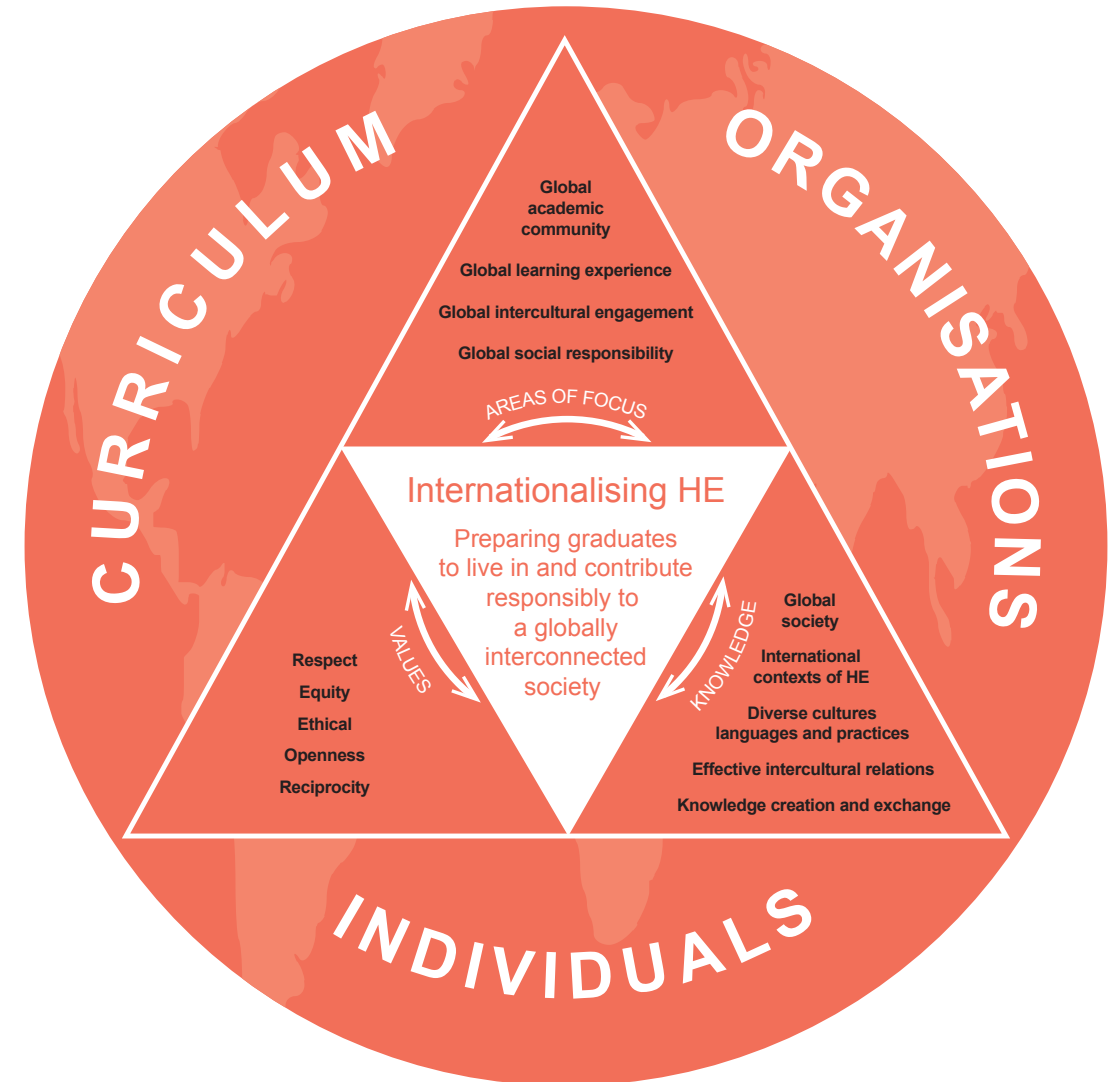 CURRICULUM
ORGANISATIONS
Global
academic
community
Global learning experience
Global intercultural engagement
Global social responsibility
AREAS OF FOCUS
Internationalising HE
Preparing graduates
to live in and contribute
responsibly to
a globally
interconnected
society
VALUES
Respect
Equity
Ethical
Openness
Reciprocity
KNOWLEDGE
Global
society
International
contexts of HE
Diverse cultures
languages and practices
Effective intercultural relations
Knowledge creation and exchange
INDIVIDUALS